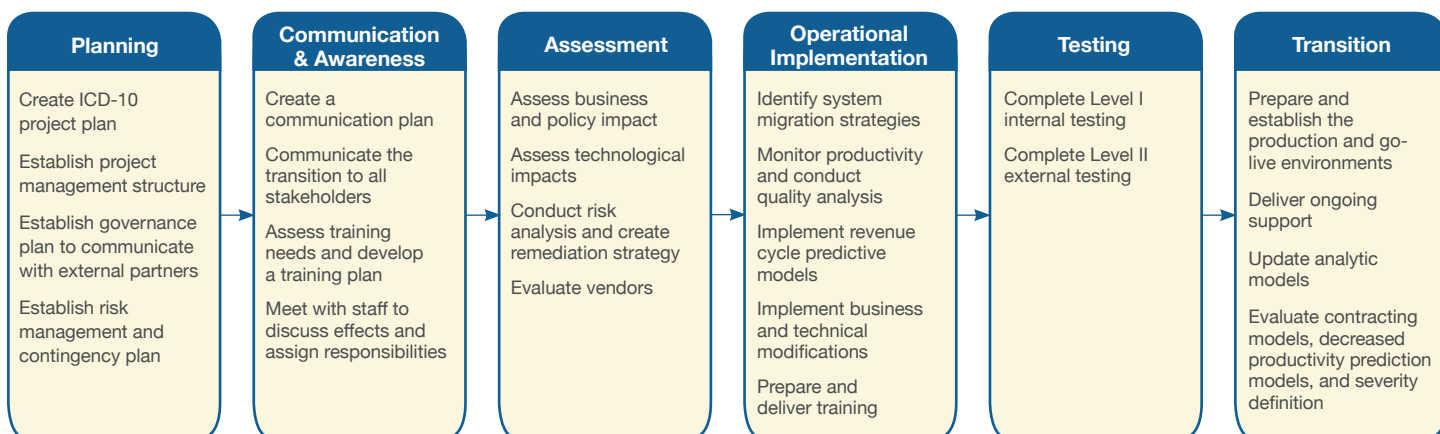 Planning
Create ICD-10
project plan
Establish project
management structure
Establish governance
plan to communicate
with external partners
Establish risk
management and
contingency plan
Communication
& Awareness
Create a
communication plan
Communicate the
transition to all
stakeholders
Assess training
needs and develop
a training plan
Meet with staff to
discuss effects and
assign responsibilities
Assessment
Assess business
and policy impact
Assess technological
impacts
Conduct risk
analysis and create
remediation strategy
Evaluate vendors
Operational
Implementation
Identify system
migration strategies
Monitor productivity
and conduct
quality analysis
Implement revenue
cycle predictive
models
Implement business
and technical
modifications
Prepare and
deliver training
Testing
Complete Level I
internal testing
Complete Level II
external testing
Transition
Prepare and
establish the
production and go-
live environments
Deliver ongoing
support
Update analytic
models
Evaluate contracting
models, decreased
productivity prediction
models, and severity
definition